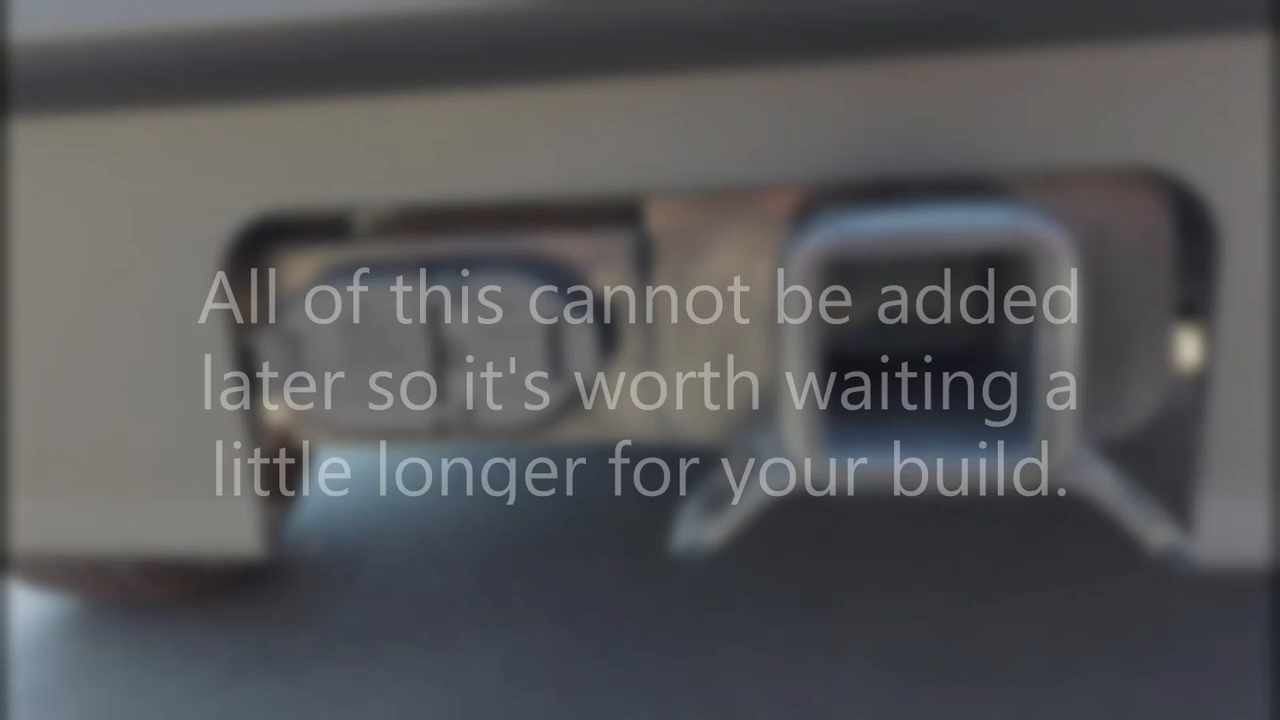 All of this cannot be added
later so it's worth waiting a
little longer for your build.